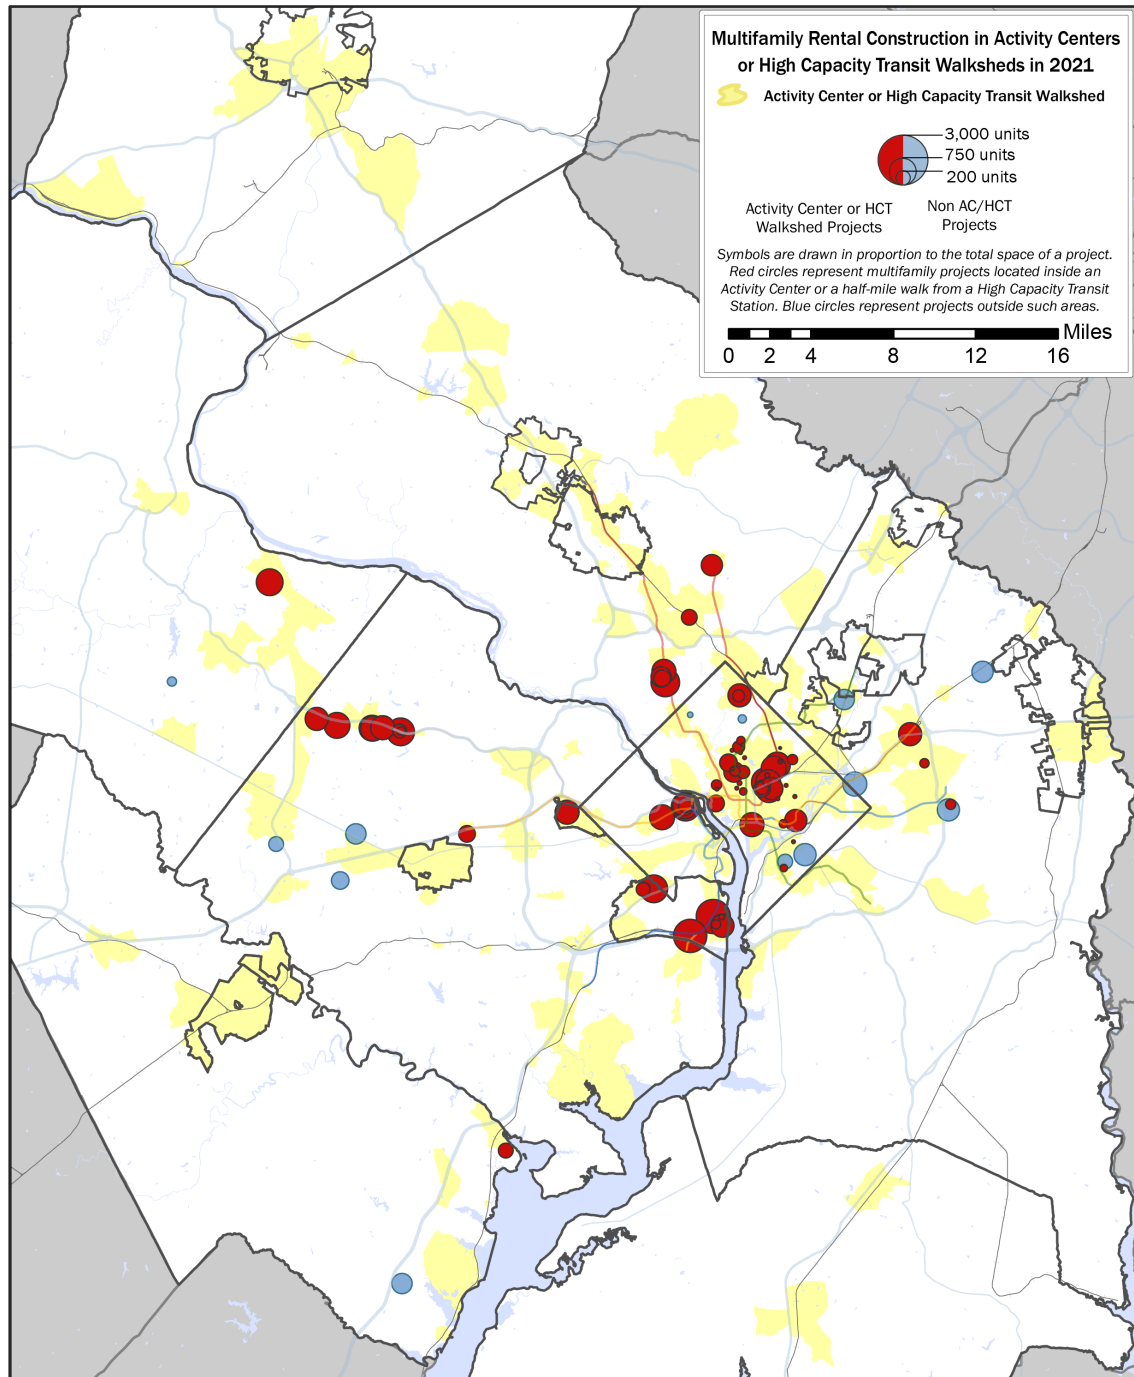 Multifamily Rental Construction in Activity Centers
or High Capacity Transit Walksheds in 2021
Activity Center or High Capacity Transit Walkshed
3,000 units
750 units
200 units
Activity Center or HCT
Walkshed Projects
Non AC/HCT
Projects
Symbols are drawn in proportion to the total space of a project.
Red circles represent multifamily projects located inside an
Activity Center or a half-mile walk from a High Capacity Transit
Station. Blue circles represent projects outside such areas.
Miles
0 2 4 8 12 16